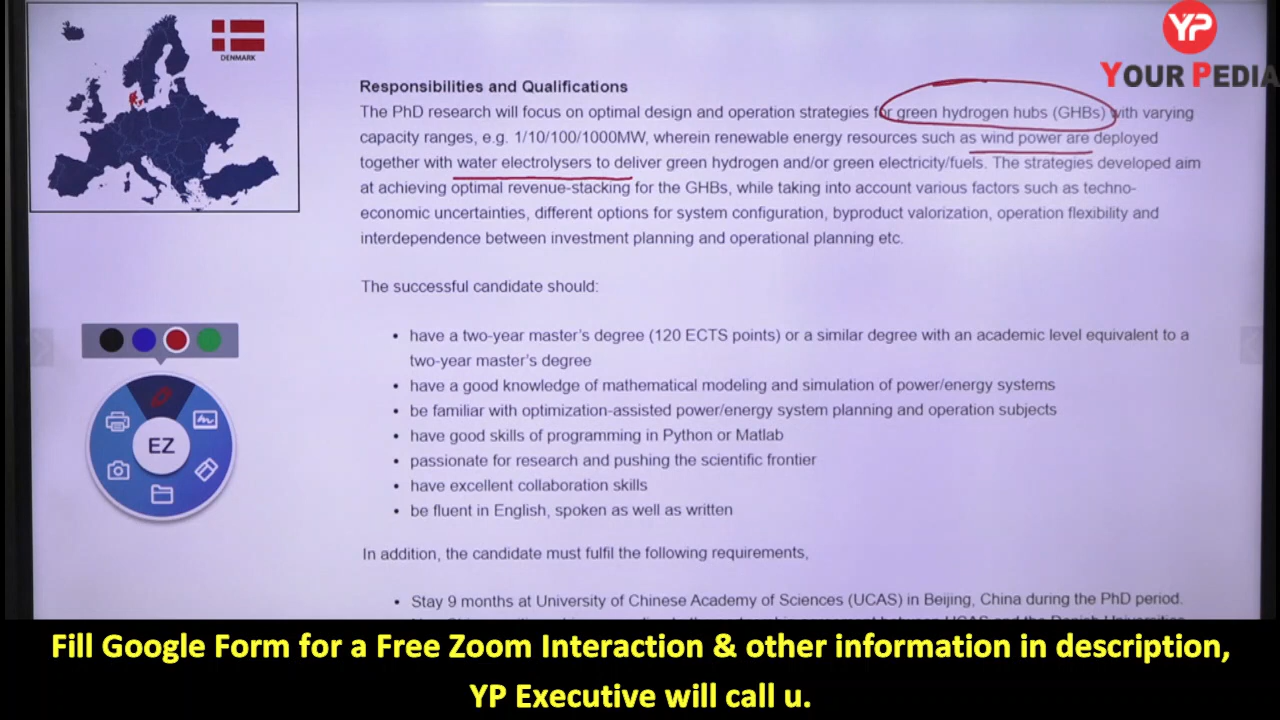 DENMARK
YP
YOUR PEDIA
Responsibilities and Qualifications
The PhD research will focus on optimal design and operation strategies for green hydrogen hubs (GHBs) with varying
capacity ranges, e.g. 1/10/100/1000MW, wherein renewable energy resources such as wind power are deployed
together with water electrolysers to deliver green hydrogen and/or green electricity/fuels. The strategies developed aim
at achieving optimal revenue-stacking for the GHBs, while taking into account various factors such as techno-
economic uncertainties, different options for system configuration, byproduct valorization, operation flexibility and
interdependence between investment planning and operational planning etc.
The successful candidate should:
• have a two-year master's degree (120 ECTS points) or a similar degree with an academic level equivalent to a
two-year master's degree
• have a good knowledge of mathematical modeling and simulation of power/energy systems
• be familiar with optimization-assisted power/energy system planning and operation subjects
• have good skills of programming in Python or Matlab
• passionate for research and pushing the scientific frontier
• have excellent collaboration skills
• be fluent in English, spoken as well as written
EZ
In addition, the candidate must fulfil the following requirements,
• Stay 9 months at University of Chinese Academy of Sciences (UCAS) in Beijing, China during the PhD period.
Fill Google Form for a Free Zoom Interaction & other information in description,
YP Executive will call u.